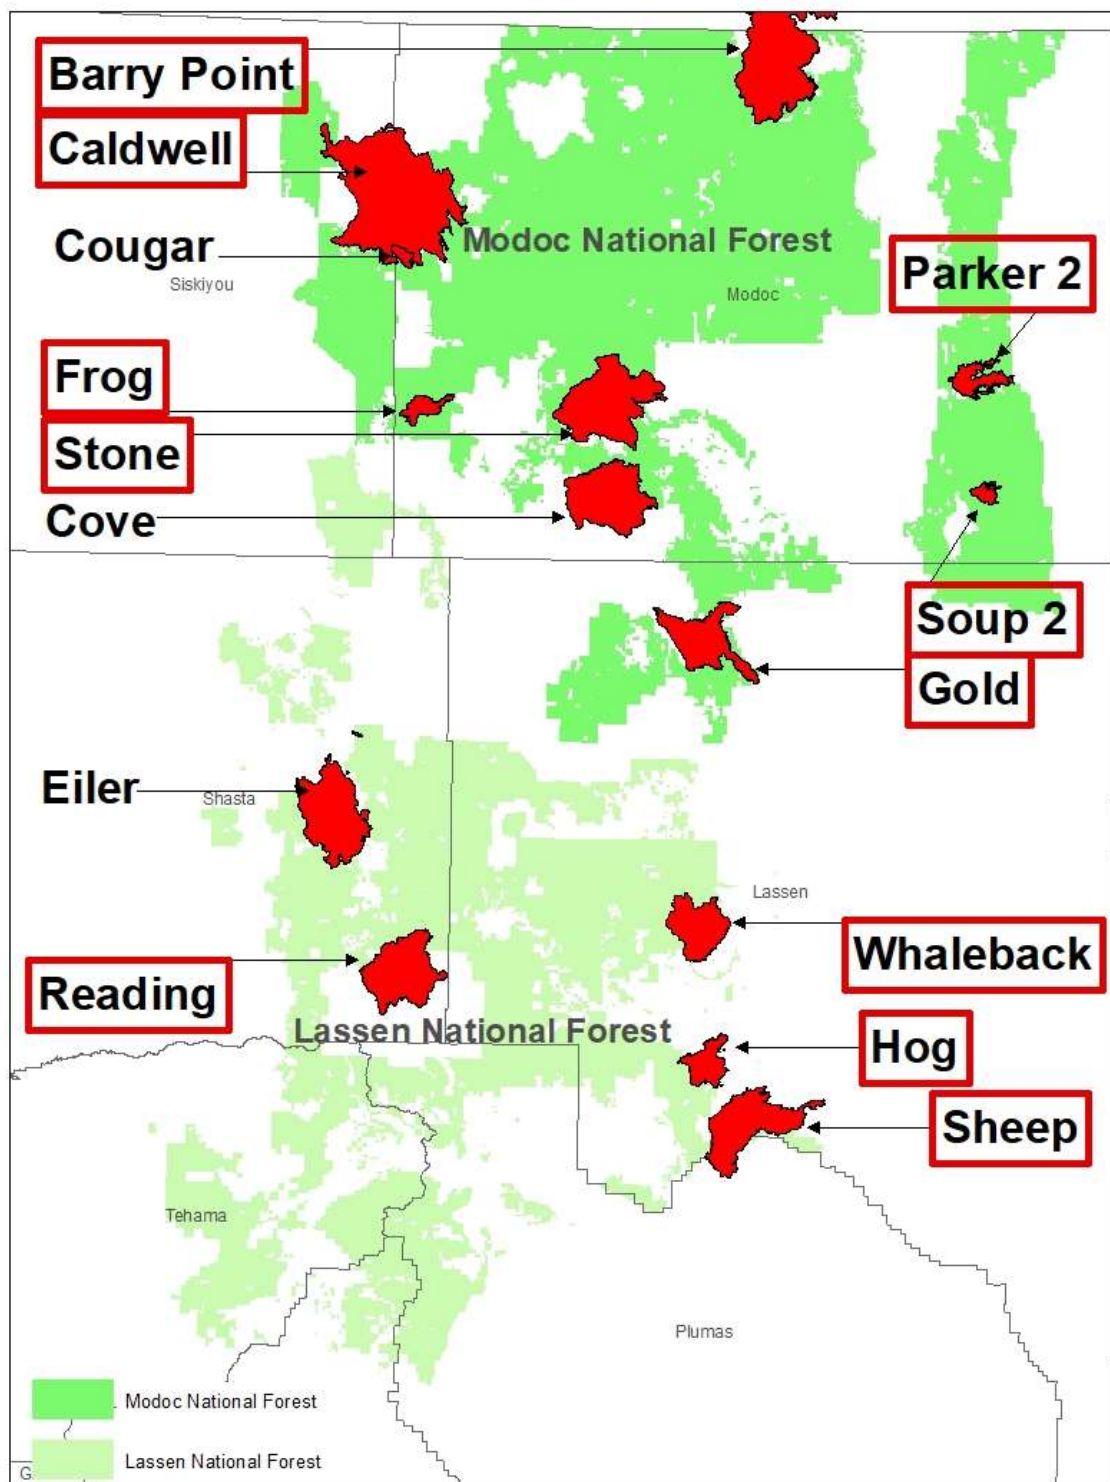 Barry Point
Caldwell
Cougar
Modoc National Forest
Siskiyou
Modoc
Parker 2
Frog
Stone
Cove
Soup 2
Gold
Eiler
Shasta
Lassen
Whaleback
Reading
Lassen National Forest
Hog
Sheep
Tehama
Plumas
Modoc National Forest
Lassen National Forest
G